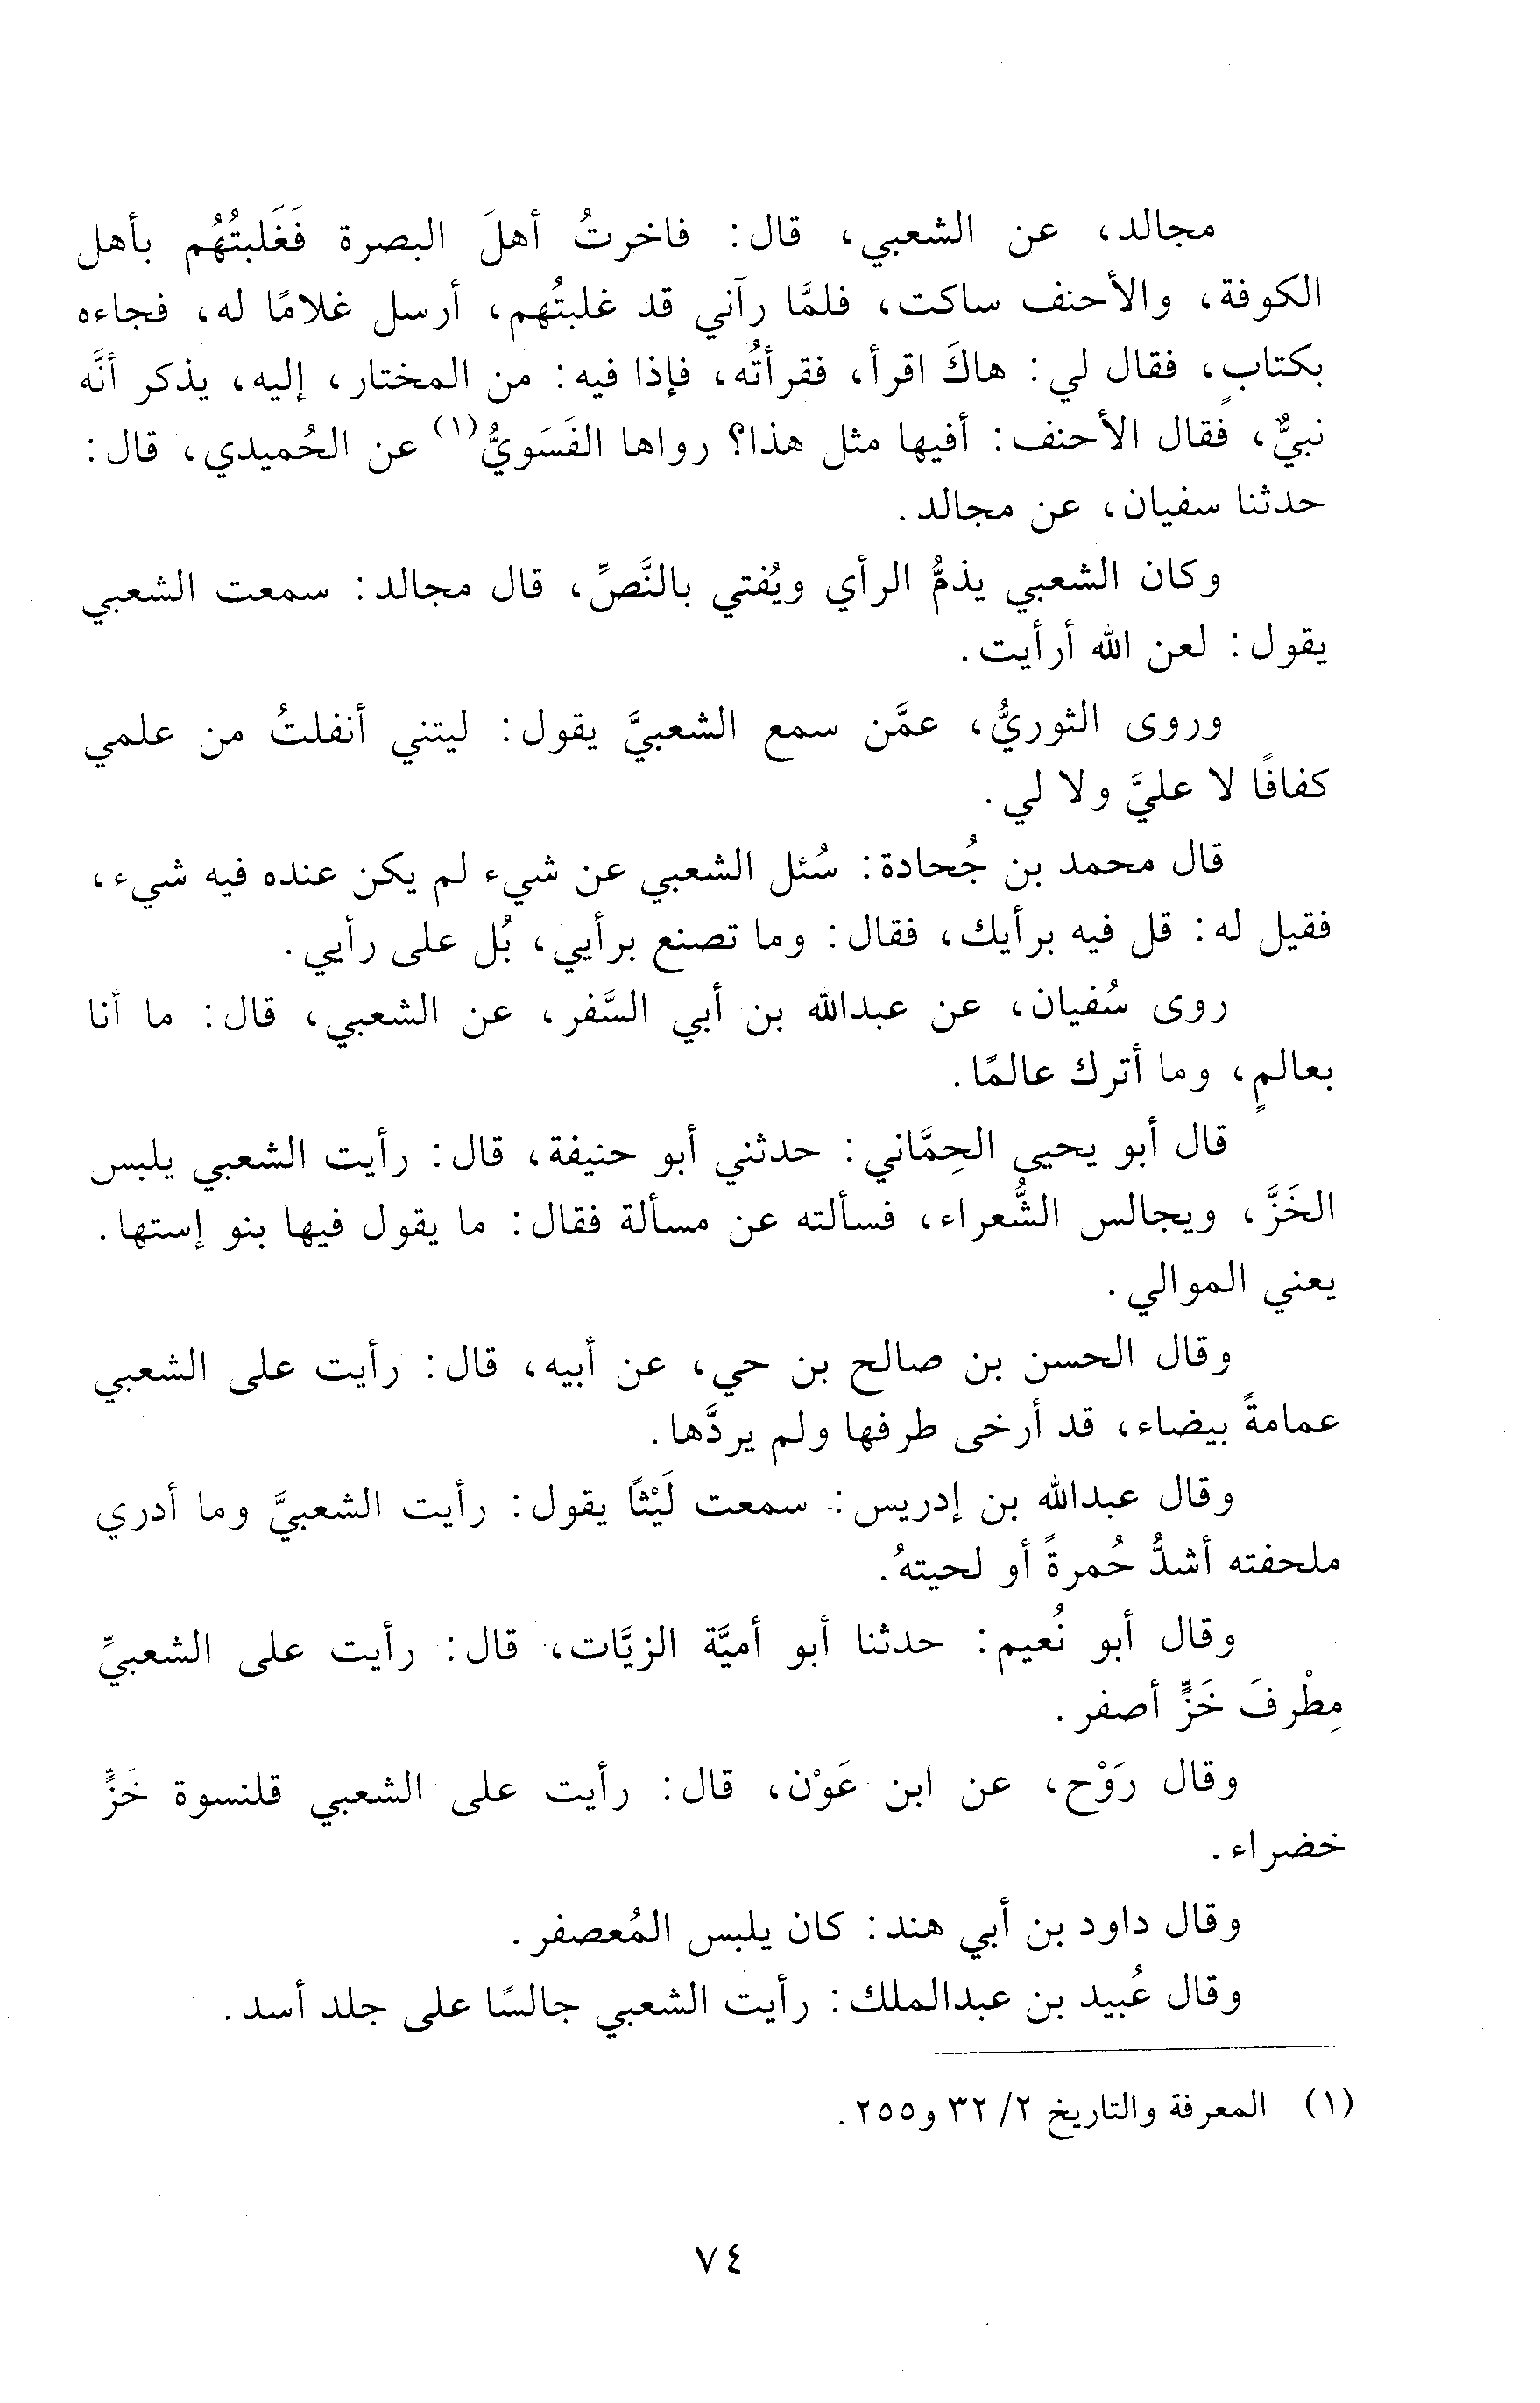 مجالد، عن الشعبي، قال: فاخرتُ أهلَ البصرة فَغَلبتُهُم بأهل
الكوفة، والأحنف ساكت، فلمَّا رآني قد غلبتُهم، أرسل غلامًا له، فجاءه
بكتابٍ، فقال لي: هاكَ اقرأ، فقرأتُه، فإذا فيه: من المختار، إليه، يذكر أنَّه
نبيٌّ، فقال الأحنف: أفيها مثل هذا؟ رواها الفَسَويُّ(١) عن الحُميدي، قال:
حدثنا سفيان، عن مجالد.
وكان الشعبي يذمُّ الرأي ويُفتي بالنَّصِّ، قال مجالد: سمعت الشعبي
يقول: لعن الله أرأيت.
وروى الثوريُّ، عمَّن سمع الشعبيَّ يقول: ليتني أنفلتُ من علمي
كفافًا لا عليَّ ولا لي.
قال محمد بن جُحادة: سُئل الشعبي عن شيء لم يكن عنده فيه شيء،
فقيل له: قل فيه برأيك، فقال: وما تصنع برأيي، بُل على رأيي.
روى سُفيان، عن عبدالله بن أبي السَّفر، عن الشعبي، قال: ما أنا
بعالمٍ، وما أترك عالمًا.
قال أبو يحيى الحِمَّاني: حدثني أبو حنيفة، قال: رأيت الشعبي يلبس
الخَزَّ، ويجالس الشُّعراء، فسألته عن مسألة فقال: ما يقول فيها بنو إستها.
يعني الموالي.
وقال الحسن بن صالح بن حي، عن أبيه، قال: رأيت على الشعبي
عمامةً بيضاء، قد أرخى طرفها ولم يردَّها.
وقال عبدالله بن إدريس: سمعت لَيْثًا يقول: رأيت الشعبيَّ وما أدري
ملحفته أشدُّ حُمرةً أو لحيتهُ.
وقال أبو نُعيم: حدثنا أبو أميَّة الزيَّات، قال: رأيت على الشعبيِّ
مِطْرفَ خَزٍّ أصفر.
وقال رَوْح، عن ابن عَوْن، قال: رأيت على الشعبي قلنسوة خَزٍّ
خضراء.
وقال داود بن أبي هند: كان يلبس المُعصفر.
وقال عُبيد بن عبدالملك: رأيت الشعبي جالسًا على جلد أسد.
(١) المعرفة والتاريخ ٢/ ٣٢ و٢٥٥.
٧٤